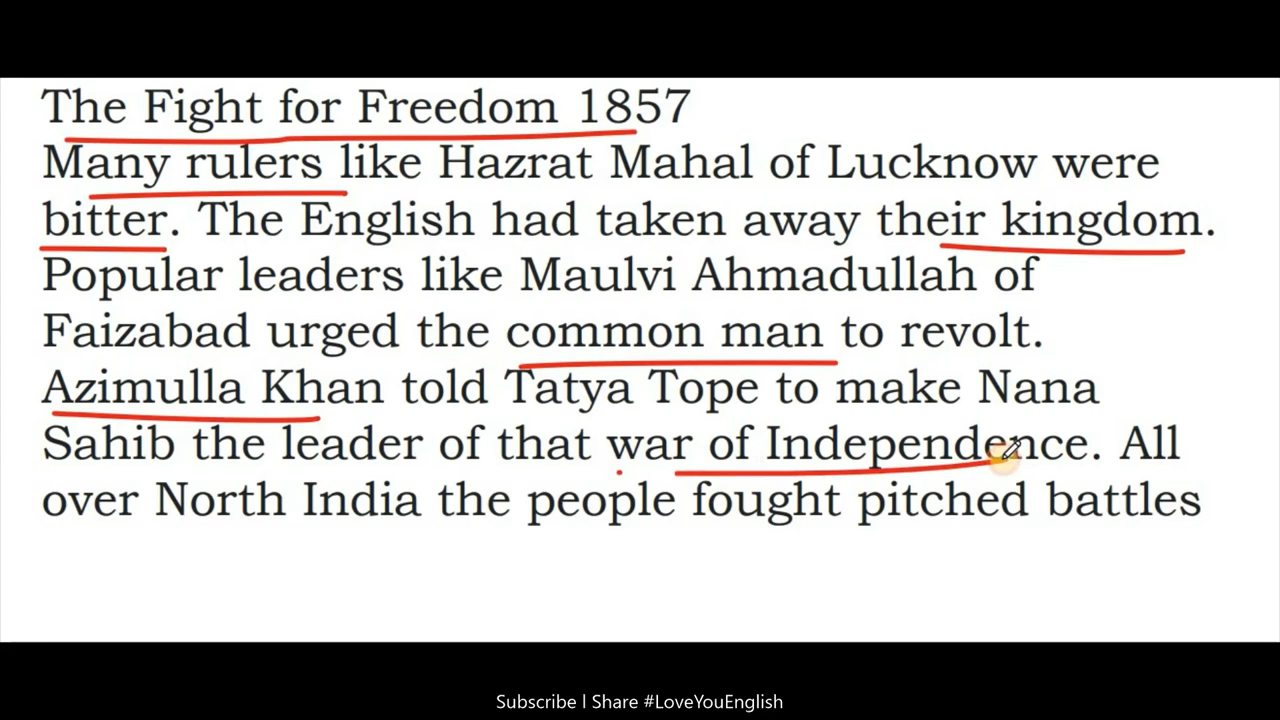 The Fight for Freedom 1857
Many rulers like Hazrat Mahal of Lucknow were
bitter. The English had taken away their kingdom.
Popular leaders like Maulvi Ahmadullah of
Faizabad urged the common man to revolt.
Azimulla Khan told Tatya Tope to make Nana
Sahib the leader of that war of Independence. All
over North India the people fought pitched battles
Subscribe | Share #LoveYouEnglish